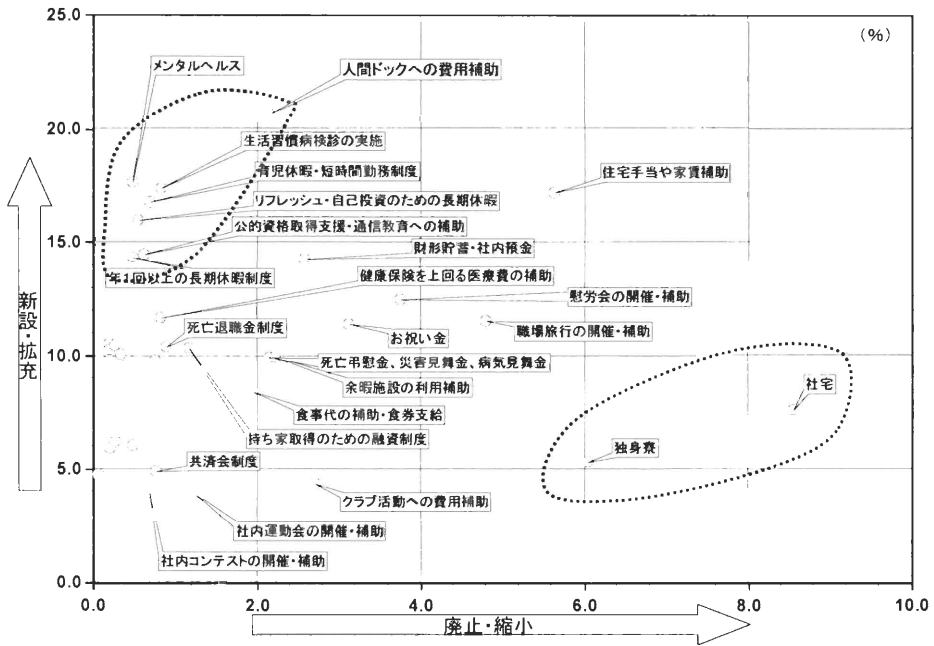 25.0
(%)
メンタルヘルス
人間ドックへの費用補助
20.0
生活習慣病検診の実施
育児休暇・短時間勤務制度
住宅手当や家賃補助
リフレッシュ・自己投資のための長期休暇
公的資格取得支援・通信教育への補助
15.0
財形貯蓄・社内預金
年1回以上の長期休暇制度
健康保険を上回る医療費の補助
慰労会の開催・補助
死亡退職金制度
職場旅行の開催・補助
お祝い金
10.0
死亡弔慰金、災害見舞金、病気見舞金
余暇施設の利用補助
社宅
食事代の補助・食券支給
持ち家取得のための融資制度
独身寮
共済会制度
5.0
クラブ活動への費用補助
社内運動会の開催・補助
社内コンテストの開催・補助
0.0
新設・拡充
0.0
2.0
4.0
6.0
8.0
10.0
廃止・縮小